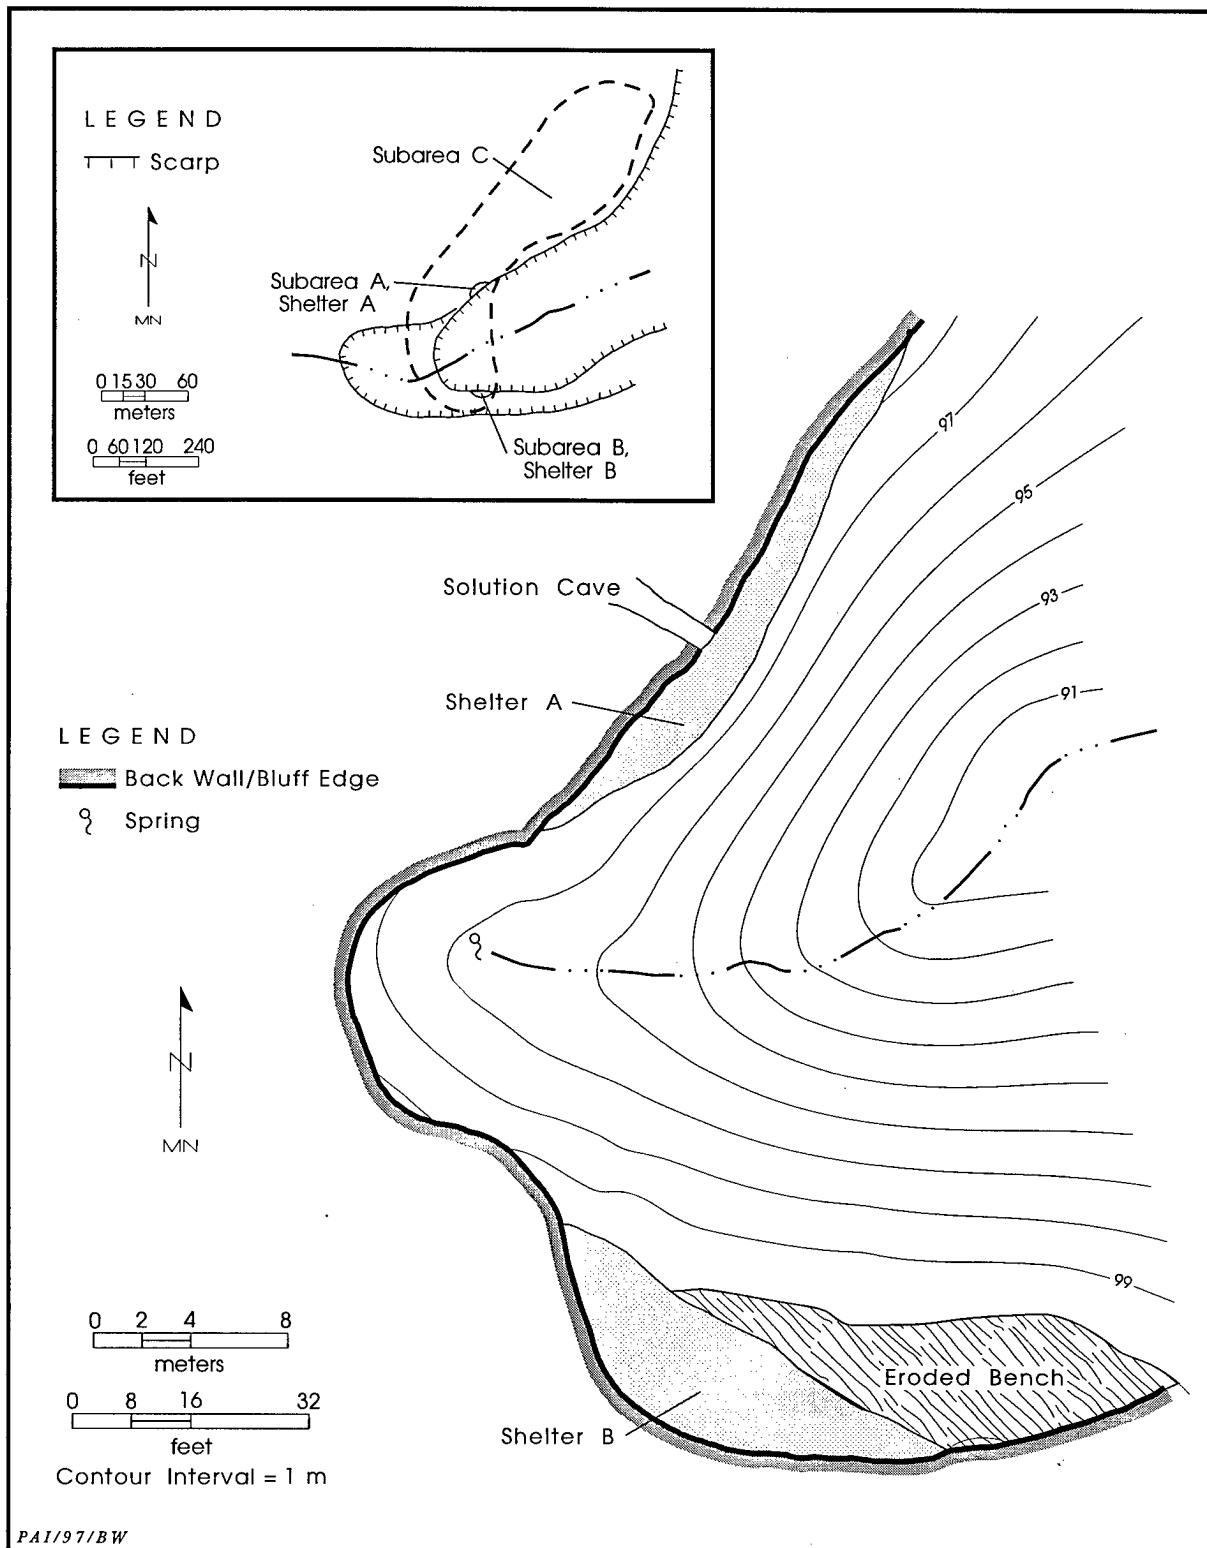 LEGEND
Scarp
N
MN
0 15 30 60
meters
0 60 120 240
feet
Subarea C
Subarea A,
Shelter A
Subarea B,
Shelter B
97
95
93
91
99
Solution Cave
Shelter A
LEGEND
Back Wall/Bluff Edge
Spring
N
MN
0 2 4 8
meters
0 8 16 32
feet
Contour Interval = 1 m
Eroded Bench
Shelter B
PAI/97/BW